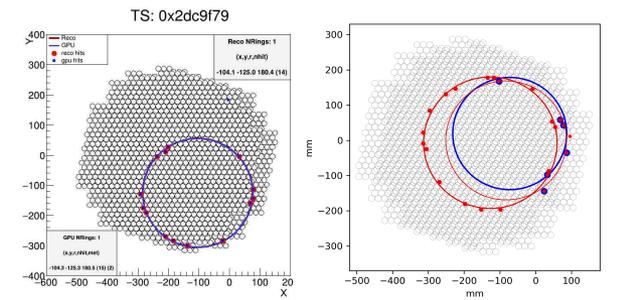 TS: 0x2dc9f79
Y
400
300
200
100
0
−100
−200
−300
−400
Reco
GPU
reco hits
gpu hits
Reco NRings: 1
(x,y,r,nhit)
-104.1 -125.0 180.4 (14)
GPU NRings: 1
(x,y,r,nhit,met)
-104.3 -125.3 180.5 (15) (2)
−600
−500
−400
−300
−200
−100
0
100
20
X
mm
300
200
100
0
−100
−200
−300
−500
−400
−300
−200
−100
0
100
mm